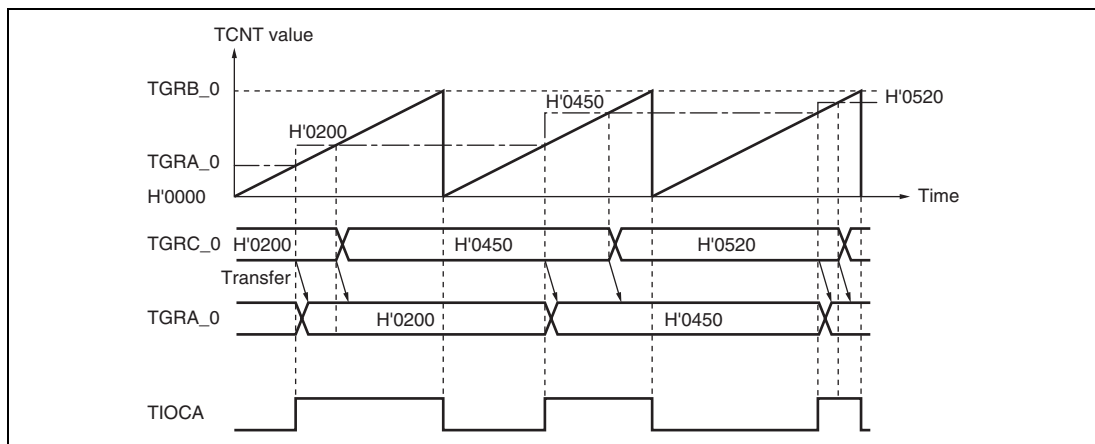 TCNT value
TGRB_0
H'0520
H'0450
H'0200
TGRA_0
H'0000
Time
TGRC_0
H'0200
H'0450
H'0520
Transfer
TGRA_0
H'0200
H'0450
TIOCA